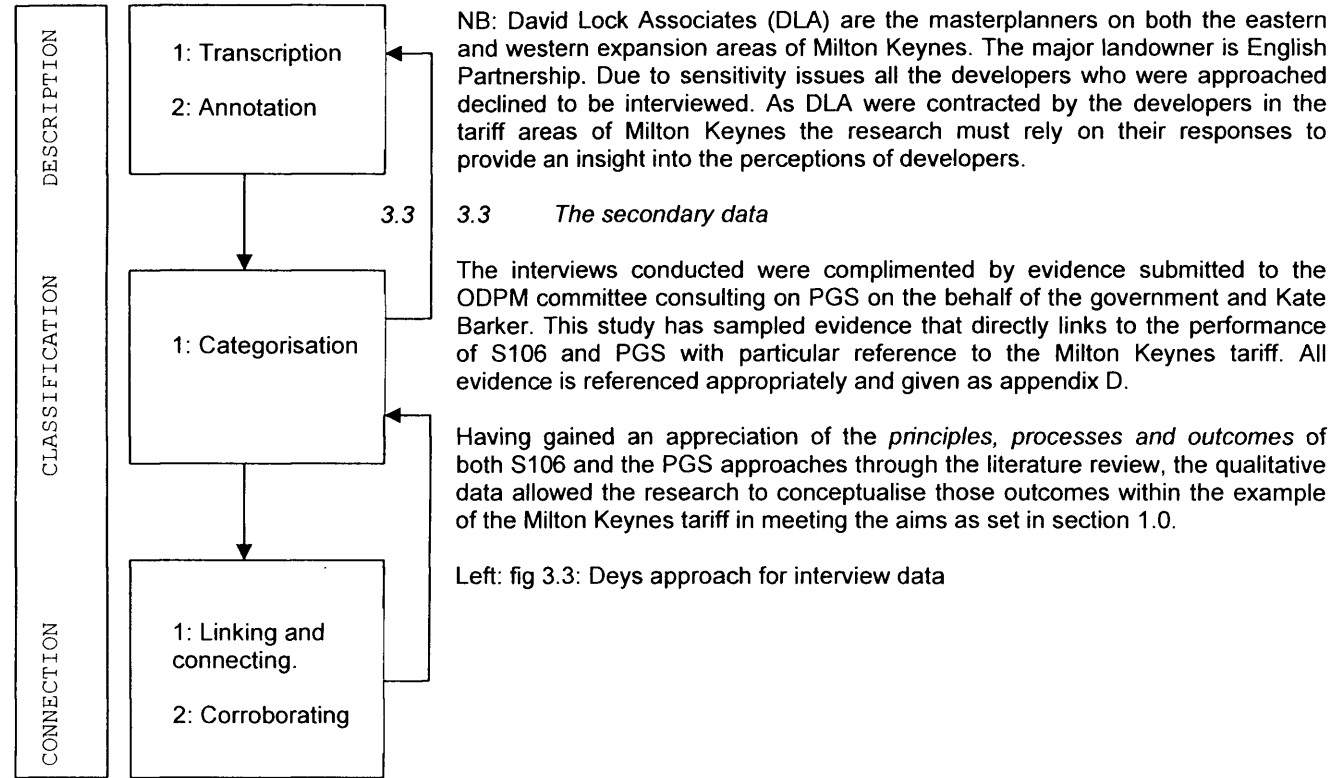 DESCRIPTION
1: Transcription
2: Annotation
CLASSIFICATION
1: Categorisation
CONNECTION
1: Linking and
connecting.
2: Corroborating
NB: David Lock Associates (DLA) are the masterplanners on both the eastern
and western expansion areas of Milton Keynes. The major landowner is English
Partnership. Due to sensitivity issues all the developers who were approached
declined to be interviewed. As DLA were contracted by the developers in the
tariff areas of Milton Keynes the research must rely on their responses to
provide an insight into the perceptions of developers.
3.3 3.3 The secondary data
The interviews conducted were complimented by evidence submitted to the
ODPM committee consulting on PGS on the behalf of the government and Kate
Barker. This study has sampled evidence that directly links to the performance
of S106 and PGS with particular reference to the Milton Keynes tariff. All
evidence is referenced appropriately and given as appendix D.
Having gained an appreciation of the principles, processes and outcomes of
both S106 and the PGS approaches through the literature review, the qualitative
data allowed the research to conceptualise those outcomes within the example
of the Milton Keynes tariff in meeting the aims as set in section 1.0.
Left: fig 3.3: Deys approach for interview data